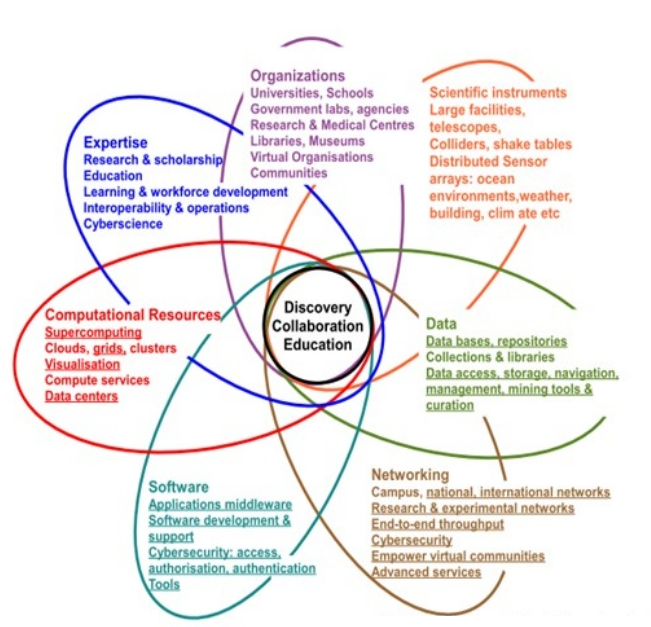 Organizations
Universities, Schools
Government labs, agencies
Research & Medical Centres
Libraries, Museums
Virtual Organisations
Communities
Scientific instruments
Large facilities,
telescopes,
Colliders, shake tables
Distributed Sensor
arrays: ocean
environments,weather,
building, clim ate etc
Expertise
Research & scholarship
Education
Learning & workforce development
Interoperability & operations
Cyberscience
Discovery
Collaboration
Education
Computational Resources
Supercomputing
Clouds, grids, clusters
Visualisation
Compute services
Data centers
Data
Data bases, repositories
Collections & libraries
Data access, storage, navigation,
management, mining tools &
curation
Software
Applications middleware
Software development &
support
Cybersecurity: access,
authorisation, authentication
Tools
Networking
Campus, national, international networks
Research & experimental networks
End-to-end throughput
Cybersecurity
Empower virtual communities
Advanced services